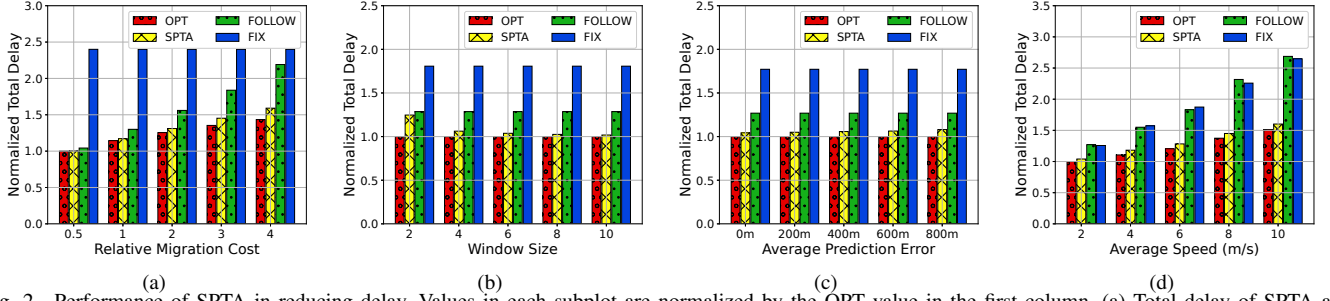 3.0
2.5
2.0
1.5
1.0
0.5
0.0
Normalized Total Delay
OPT
SPTA
FOLLOW
FIX
0.5 1 2 3 4
Relative Migration Cost
(a)
2.5
2.0
1.5
1.0
0.5
0.0
Normalized Total Delay
OPT
SPTA
FOLLOW
FIX
2 4 6 8 10
Window Size
(b)
2.5
2.0
1.5
1.0
0.5
0.0
Normalized Total Delay
OPT
SPTA
FOLLOW
FIX
0m 200m 400m 600m 800m
Average Prediction Error
(c)
3.5
3.0
2.5
2.0
1.5
1.0
0.5
0.0
Normalized Total Delay
OPT
SPTA
FOLLOW
FIX
2 4 6 8 10
Average Speed (m/s)
(d)
2. Performance of SPTA in reducing delay. Values in each subplot are normalized by the OPT value in the first column. (a) Total delay of SPTA